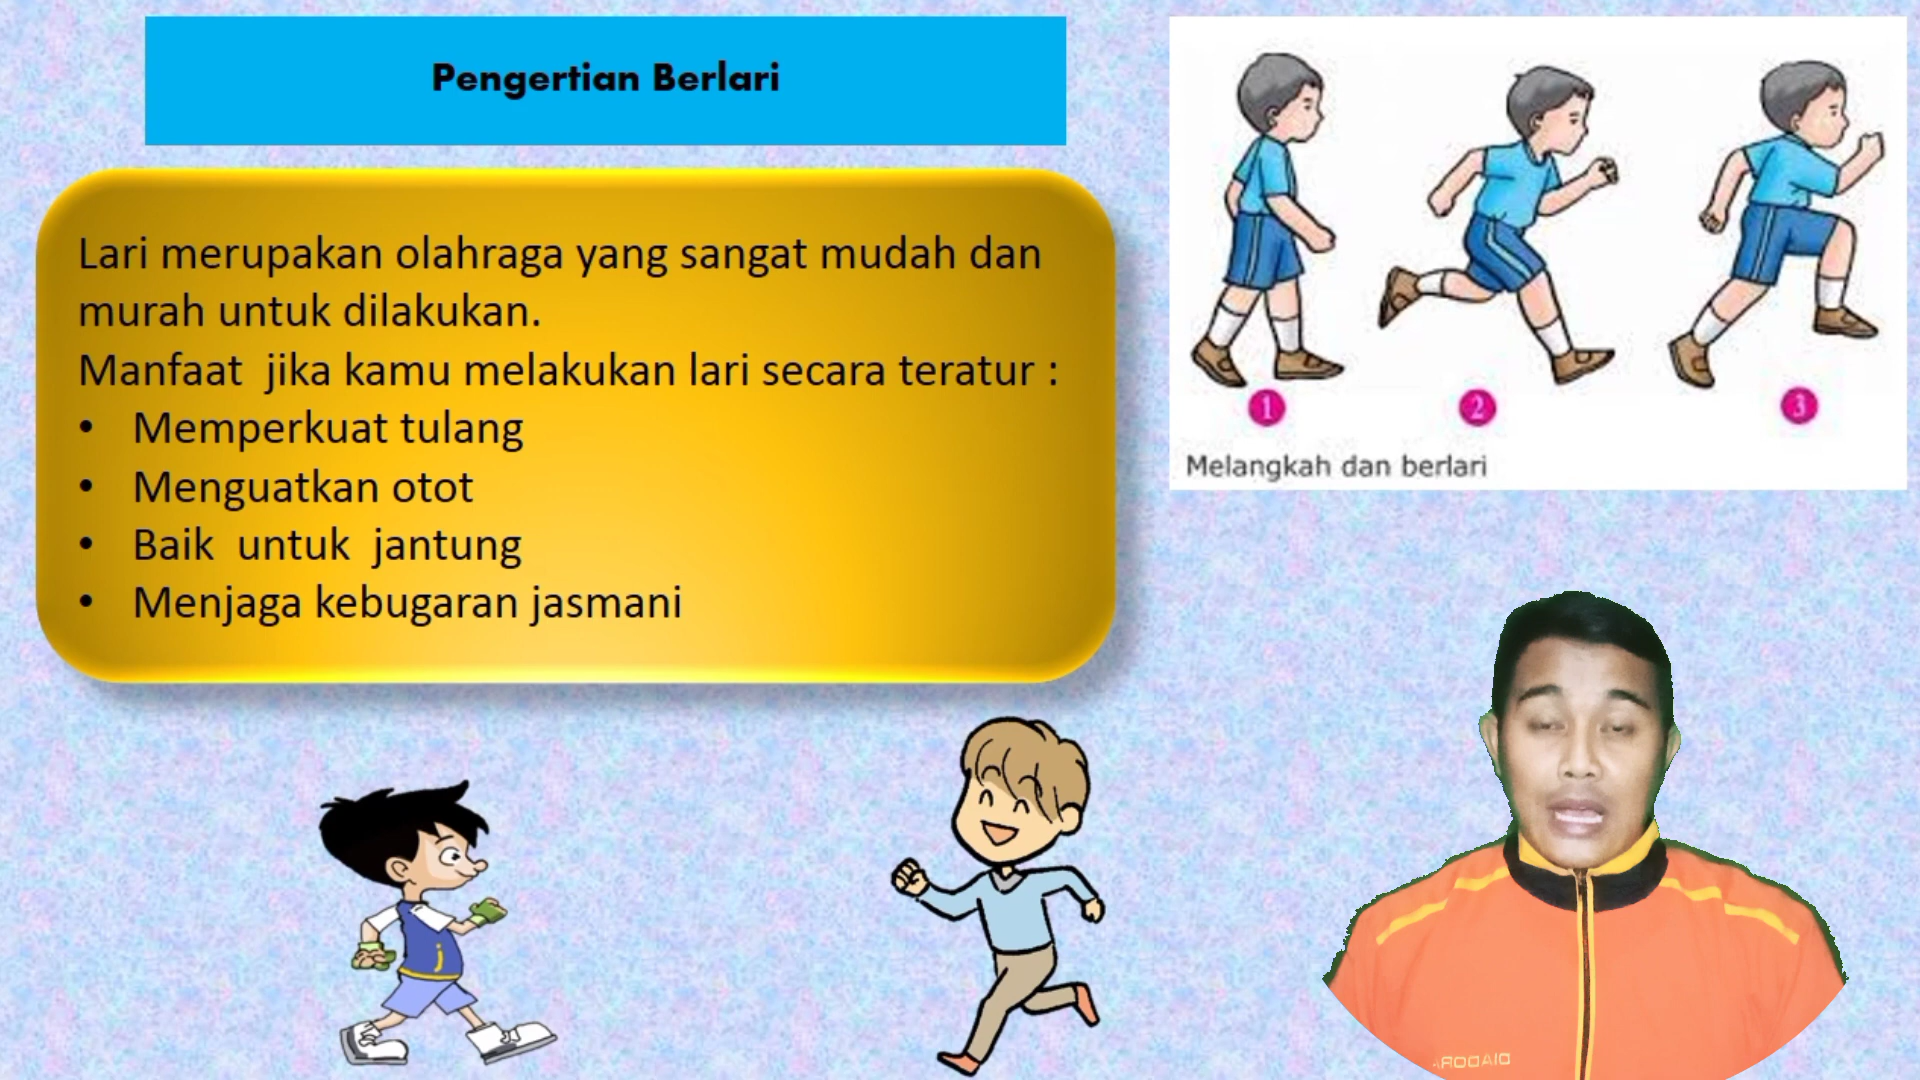 Pengertian Berlari
Lari merupakan olahraga yang sangat mudah dan
murah untuk dilakukan.
Manfaat jika kamu melakukan lari secara teratur :
• Memperkuat tulang
• Menguatkan otot
• Baik untuk jantung
• Menjaga kebugaran jasmani
1 2 3
Melangkah dan berlari